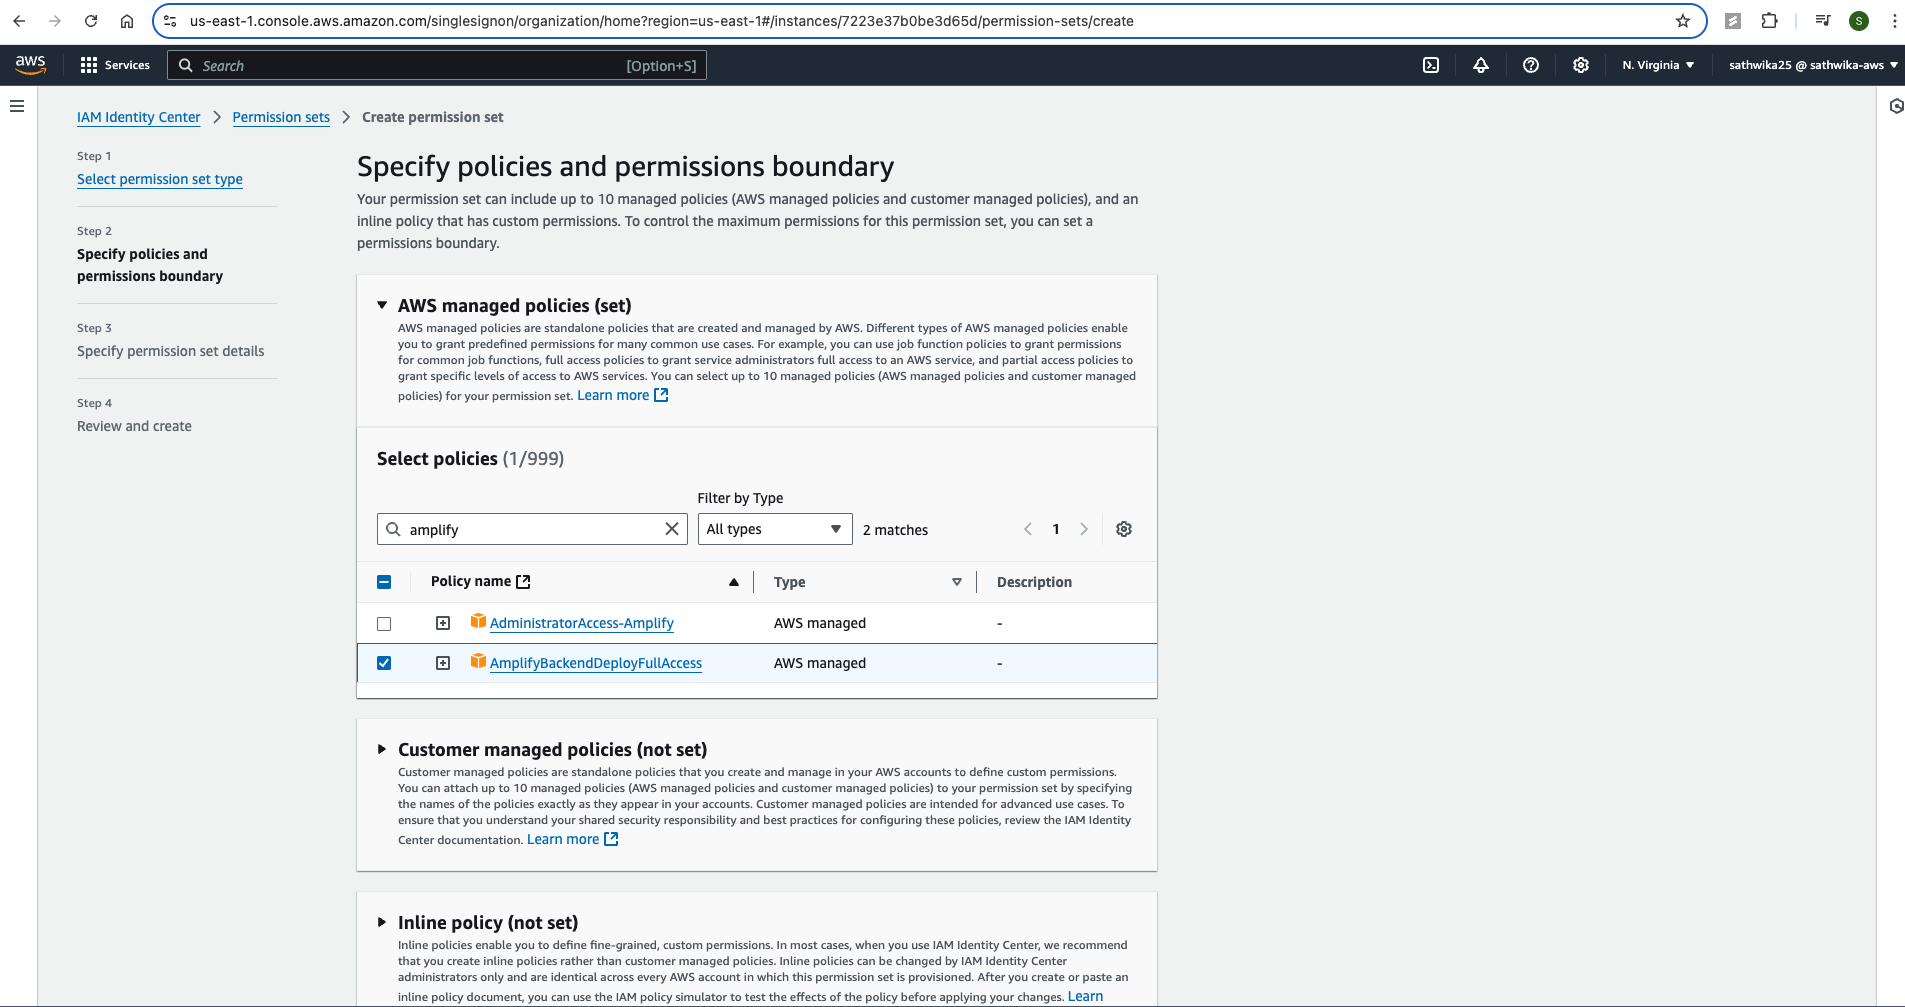 us-east-1.console.aws.amazon.com/singlesignon/organization/home?region=us-east-1#/instances/7223e37b0be3d65d/permission-sets/create
S
aws
Services
Search
[Option+S]
N. Virginia
sathwika25 @ sathwika-aws
IAM Identity Center
Permission sets
Create permission set
Step 1
Select permission set type
Step 2
Specify policies and
permissions boundary
Step 3
Specify permission set details
Step 4
Review and create
Specify policies and permissions boundary
Your permission set can include up to 10 managed policies (AWS managed policies and customer managed policies), and an
inline policy that has custom permissions. To control the maximum permissions for this permission set, you can set a
permissions boundary.
AWS managed policies (set)
AWS managed policies are standalone policies that are created and managed by AWS. Different types of AWS managed policies enable
you to grant predefined permissions for many common use cases. For example, you can use job function policies to grant permissions
for common job functions, full access policies to grant service administrators full access to an AWS service, and partial access policies to
grant specific levels of access to AWS services. You can select up to 10 managed policies (AWS managed policies and customer managed
policies) for your permission set. Learn more
Select policies (1/999)
Filter by Type
amplify
All types
2 matches
1
Policy name
Type
Description
AdministratorAccess-Amplify
AWS managed
-
AmplifyBackendDeployFullAccess
AWS managed
-
Customer managed policies (not set)
Customer managed policies are standalone policies that you create and manage in your AWS accounts to define custom permissions.
You can attach up to 10 managed policies (AWS managed policies and customer managed policies) to your permission set by specifying
the names of the policies exactly as they appear in your accounts. Customer managed policies are intended for advanced use cases. To
ensure that you understand your shared security responsibility and best practices for configuring these policies, review the IAM Identity
Center documentation. Learn more
Inline policy (not set)
Inline policies enable you to define fine-grained, custom permissions. In most cases, when you use IAM Identity Center, we recommend
that you create inline policies rather than customer managed policies. Inline policies can be changed by IAM Identity Center
administrators only and are identical across every AWS account in which this permission set is provisioned. After you create or paste an
inline policy document, you can use the IAM policy simulator to test the effects of the policy before applying your changes. Learn